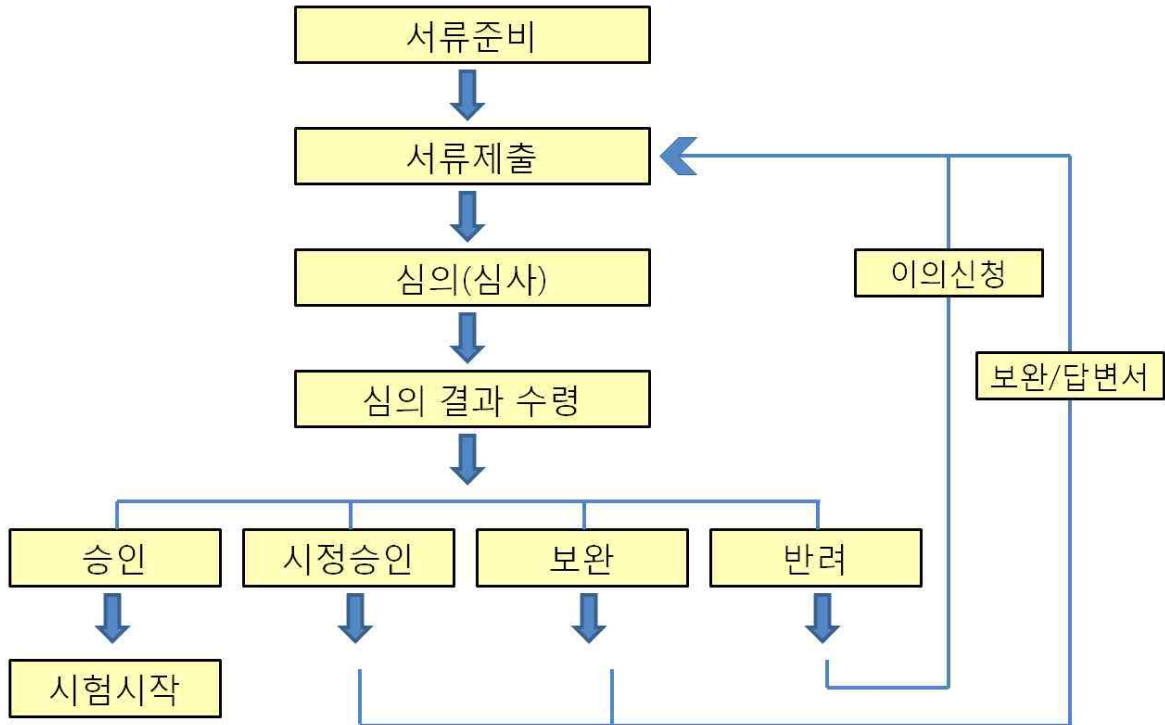 서류준비
서류제출
심의(심사)
이의신청
보완/답변서
심의 결과 수령
승인
시정승인
보완
반려
시험시작